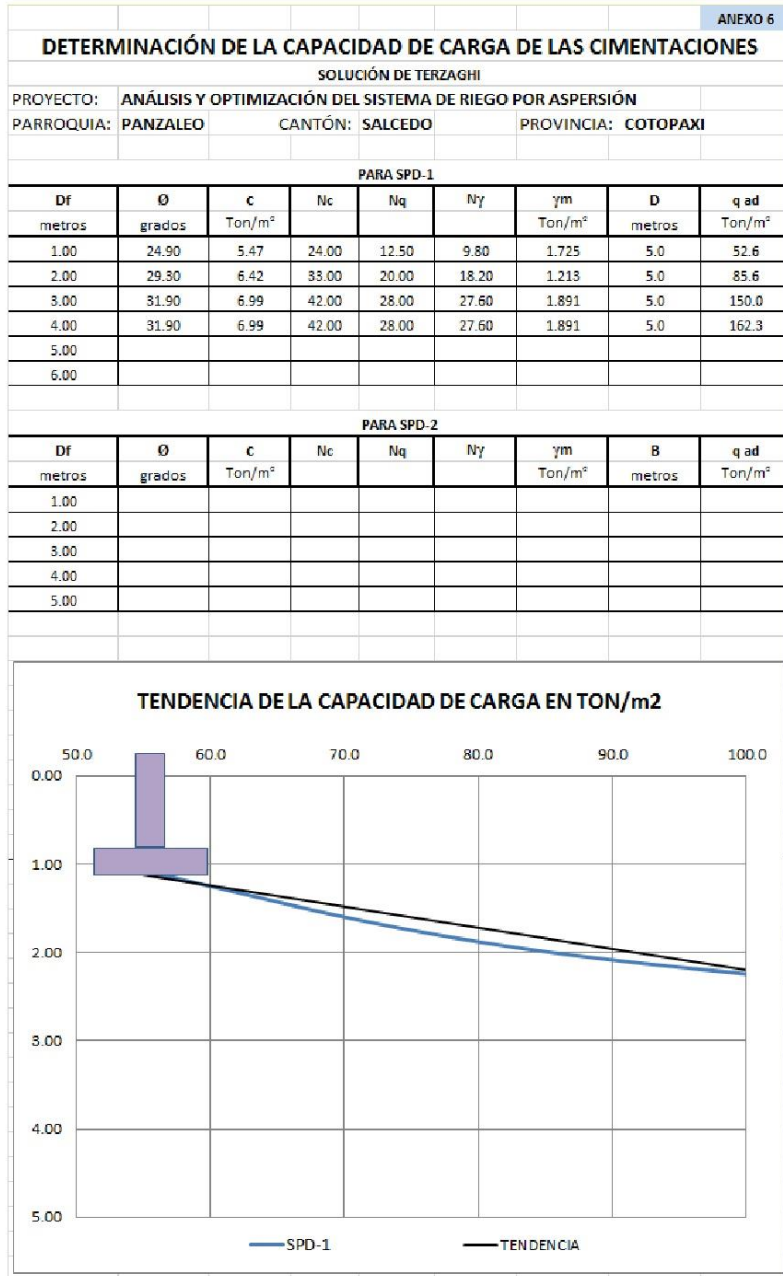 ANEXO 6
DETERMINACIÓN DE LA CAPACIDAD DE CARGA DE LAS CIMENTACIONES
SOLUCIÓN DE TERZAGHI
PROYECTO: ANÁLISIS Y OPTIMIZACIÓN DEL SISTEMA DE RIEGO POR ASPERSIÓN
PARROQUIA: PANZALEO CANTÓN: SALCEDO PROVINCIA: COTOPAXI
PARA SPD-1
Df Ø c Nc Nq Nγ γm D q ad
metros grados Ton/m² Ton/m² metros Ton/m²
1.00 24.90 5.47 24.00 12.50 9.80 1.725 5.0 52.6
2.00 29.30 6.42 33.00 20.00 18.20 1.213 5.0 85.6
3.00 31.90 6.99 42.00 28.00 27.60 1.891 5.0 150.0
4.00 31.90 6.99 42.00 28.00 27.60 1.891 5.0 162.3
5.00
6.00
PARA SPD-2
Df Ø c Nc Nq Nγ γm B q ad
metros grados Ton/m² Ton/m² metros Ton/m²
1.00
2.00
3.00
4.00
5.00
TENDENCIA DE LA CAPACIDAD DE CARGA EN TON/m2
50.0 60.0 70.0 80.0 90.0 100.0
0.00
1.00
2.00
3.00
4.00
5.00
SPD-1 TENDENCIA